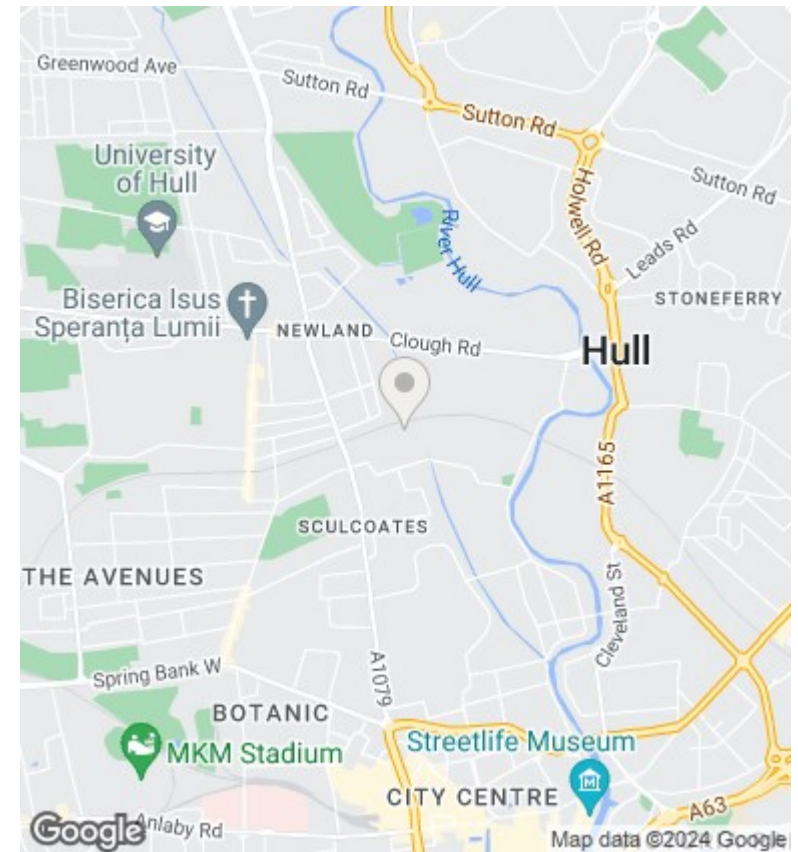 Greenwood Ave
Sutton Rd
Sutton Rd
University
of Hull
Sutton Rd
Holwell Rd
River Hull
Leads Rd
Biserica Isus
Speranța Lumii
STONEFERRY
NEWLAND
Clough Rd
Hull
A1165
SCULCOATES
THE AVENUES
Cleveland St
Spring Bank W
A1079
BOTANIC
MKM Stadium
Streetlife Museum
CITY CENTRE
A63
Google
Anlaby Rd
Map data ©2024 Google